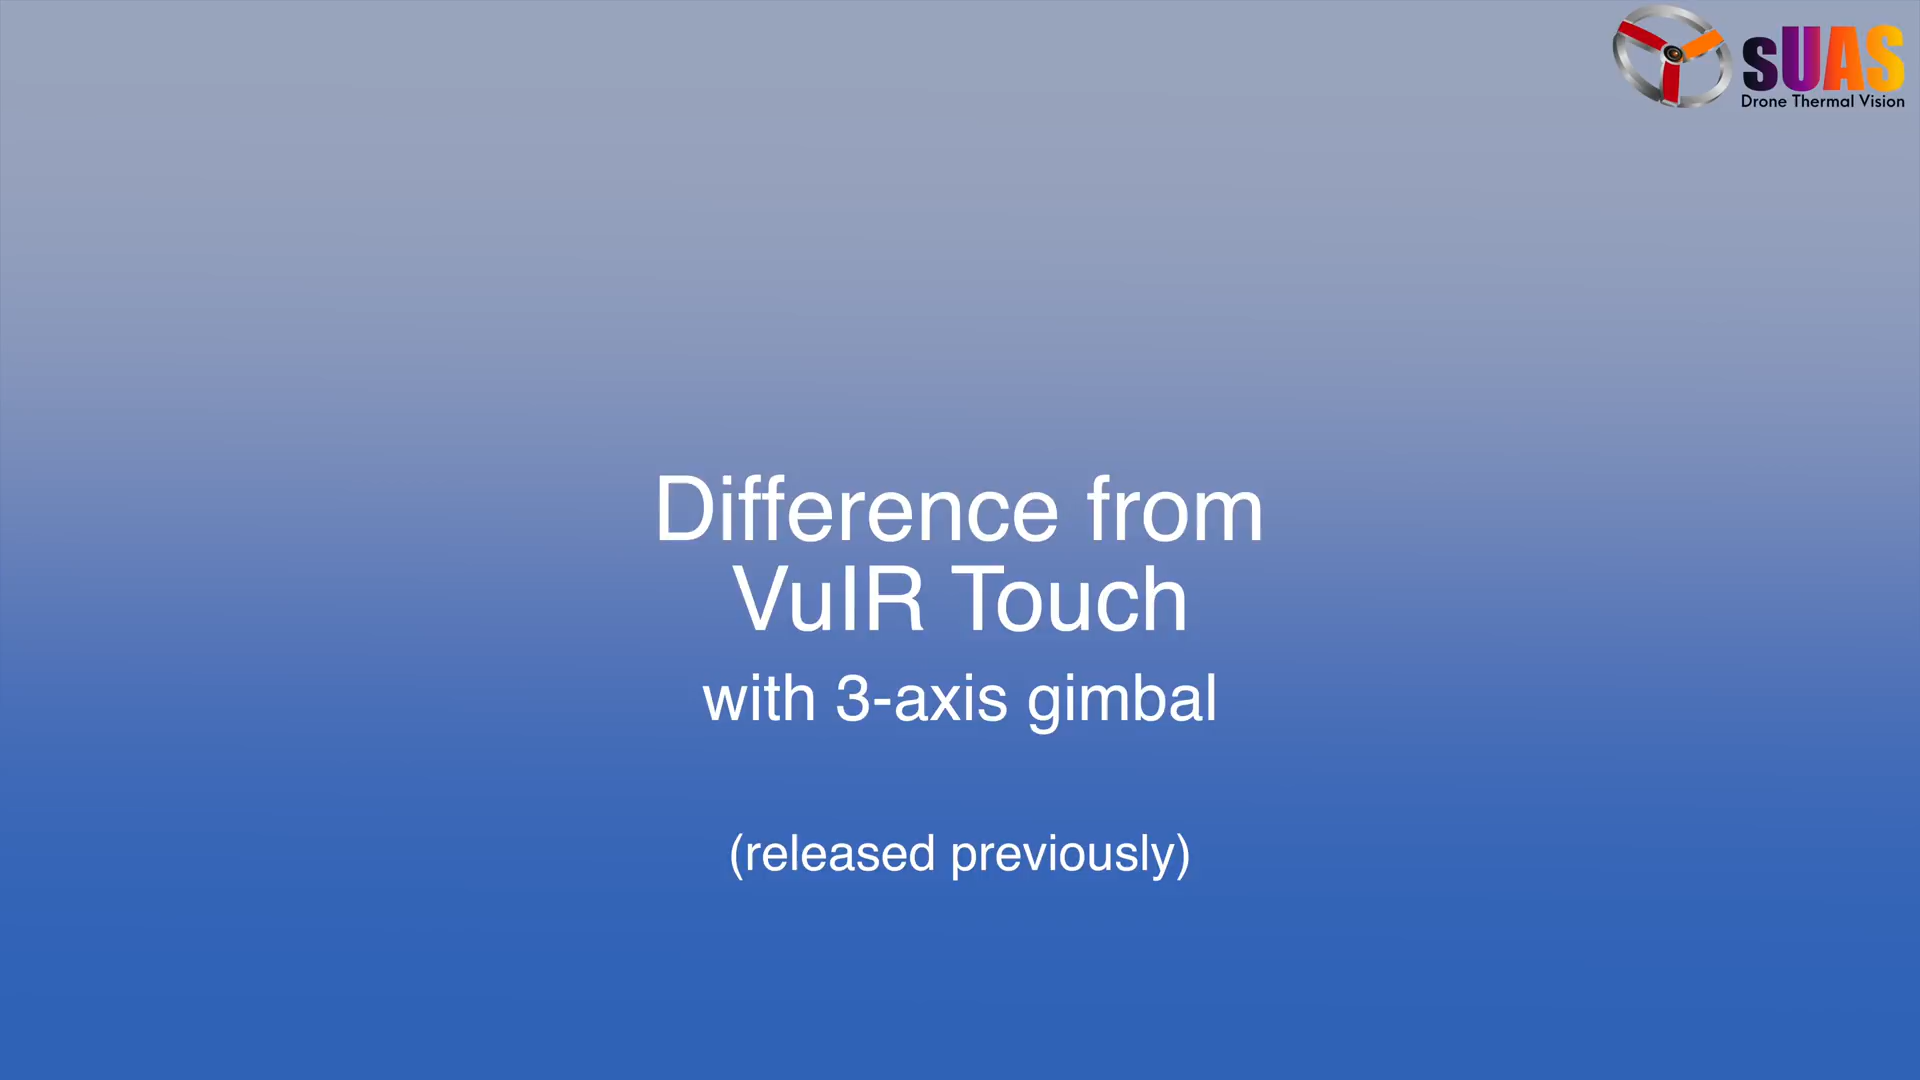 sUAS
Drone Thermal Vision
Difference from
VuIR Touch
with 3-axis gimbal
(released previously)